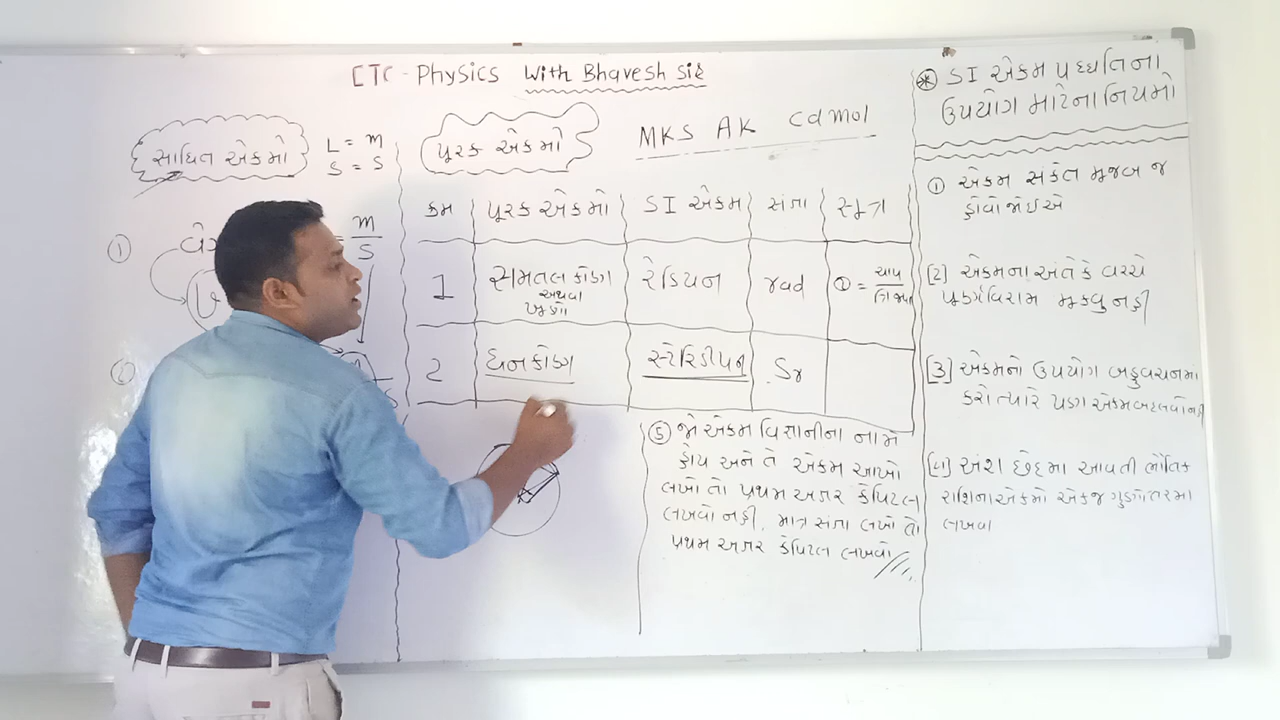 CTC - Physics With Bhavesh Sir
સાધિત એકમો
L = m
S = S
①
m
S
②
પૂરક એકમો
MKS AK Cdmol
ક્રમ પૂરક એકમો SI એકમ સંજ્ઞા સૂત્ર
1 સમતલ કોણ રેડિયન rad = ચાપ
અથવા
ખૂણો
2 ઘનકોણ સ્ટેરેડીયન Sr
⑤ જો એકમ વિજ્ઞાનીના નામે
હોય અને તે એકમ આખો
લખો તો પ્રથમ અક્ષર કેપિટલ
લખવો નહી. માત્ર સંજ્ઞા લખો તો
પ્રથમ અક્ષર કેપિટલ લખવો
* SI એકમ પધ્ધતિના
ઉપયોગ માટેના નિયમો
① એકમ સંકેત મુજબ જ
હોવો જોઈએ
[2] એકમના અંતે કે વચ્ચે
પૂર્ણવિરામ મૂકવુ નહી
[3] એકમનો ઉપયોગ બહુવચનમા
કરો ત્યારે પણ એકમ બદલવો નહી
[4] અંશ છેદમા આવતી ભૌતિક
રાશિના એકમો એક જ ગુણોતરમા
લખવા